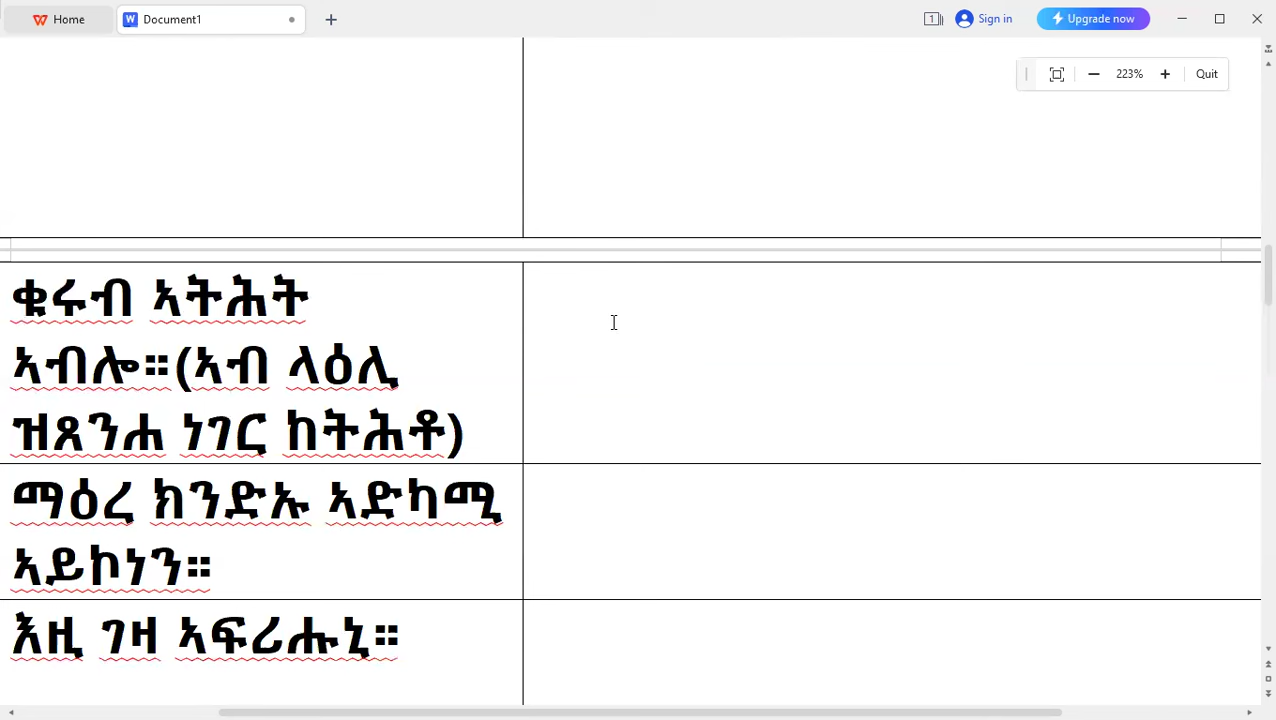 Home
Document1
1
Sign in
Upgrade now
223%
Quit
ቁሩብ ኣትሕት
ኣብሎ።(ኣብ ላዕሊ
ዝጸንሐ ነገር ከትሕቶ)
ማዕረ ክንድኡ ኣድካሚ
ኣይኮነን።
እዚ ገዛ ኣፍሪሑኒ።